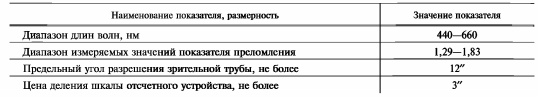 Наименование показателя, размерность Значение показателя
Диапазон длин волн, нм 440—660
Диапазон измеряемых значений показателя преломления 1,29—1,83
Предельный угол разрешения зрительной трубы, не более 12″
Цена деления шкалы отсчетного устройства, не более 3″